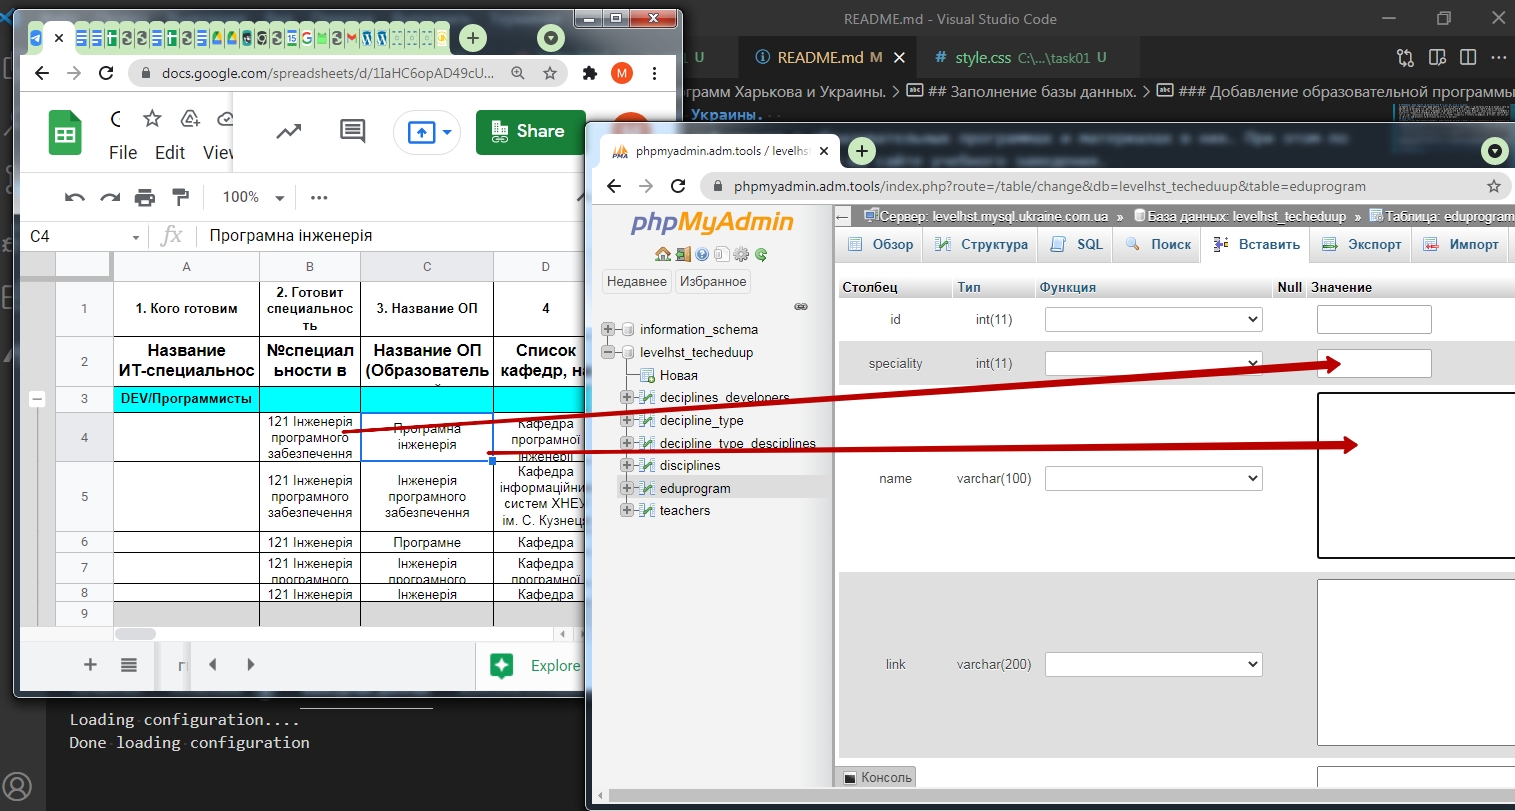 README.md - Visual Studio Code
U
README.md M
# style.css C:\...\task01 U
docs.google.com/spreadsheets/d/1IaHC6opAD49cU...
M
грамм Харькова и Украины. > ## Заполнение базы данных. > ### Добавление образовательной программы
Украины.
Share
File Edit
100%
C4
fx Програмна інженерія
A B C D
1 1. Кого готовим 2. Готовит специальнос ть 3. Название ОП 4
2 Название ИТ-специальнос №специал ьности в Название ОП (Образователь Список кафедр, на
3 DEV/Программисты
4 121 Інженерія програмного забезпечення Програмна інженерія Кафедра програмної інженерії
5 121 Інженерія програмного забезпечення Інженерія програмного забезпечення Кафедра інформаційни систем ХНЕУ ім. С. Кузнець
6 121 Інженерія Програмне Кафедра
7 121 Інженерія програмного Інженерія програмного Кафедра програмної
8 121 Інженерія Інженерія Кафедра
9
Explore
Loading configuration....
Done loading configuration
phpmyadmin.adm.tools / levelhs
phpmyadmin.adm.tools/index.php?route=/table/change&db=levelhst_techeduup&table=eduprogram
phpMyAdmin
Недавнее Избранное
information_schema
levelhst_techeduup
Новая
deciplines_developers
decipline_type
decipline_type_desciplines
disciplines
eduprogram
teachers
Сервер: levelhst.mysql.ukraine.com.ua » База данных: levelhst_techeduup » Таблица: eduprogram
Обзор Структура SQL Поиск Вставить Экспорт Импорт
Столбец Тип Функция Null Значение
id int(11)
speciality int(11)
name varchar(100)
link varchar(200)
Консоль